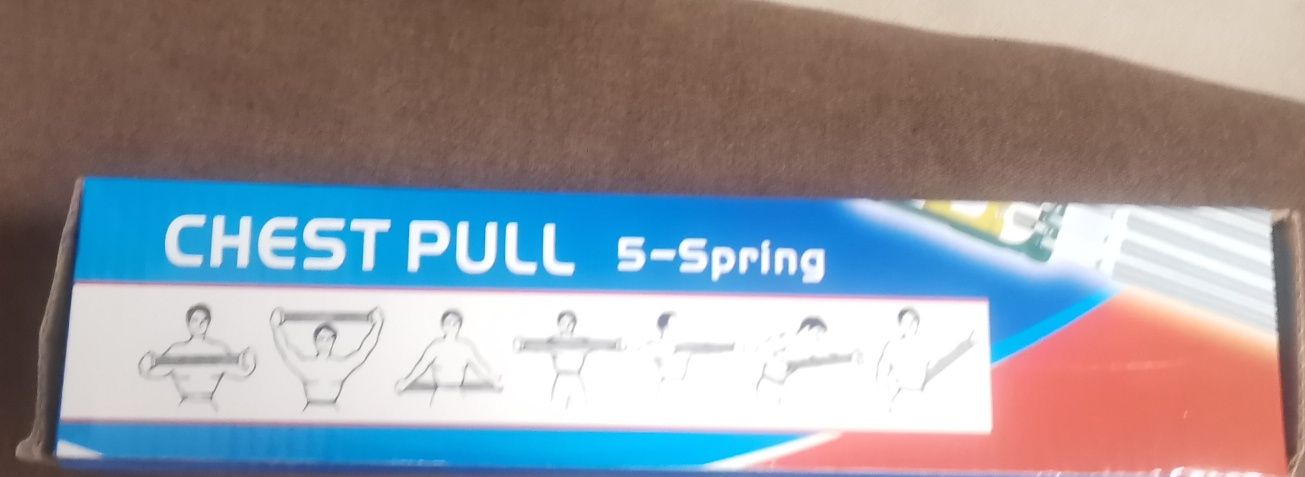 CHEST PULL 5-Spring